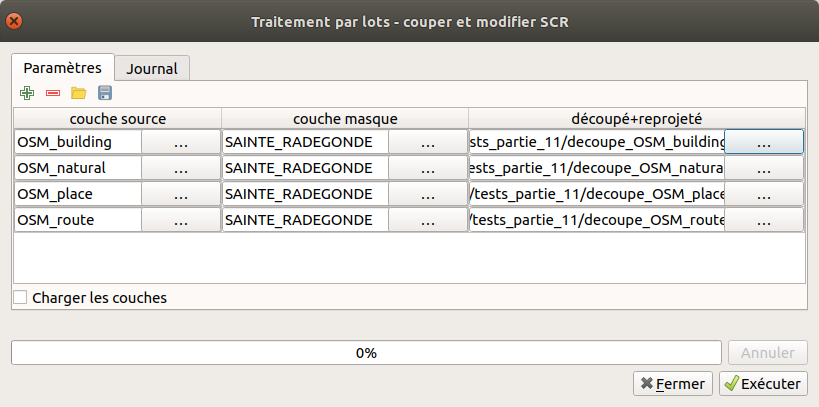 Traitement par lots - couper et modifier SCR
Paramètres Journal
couche source couche masque découpé+reprojeté
OSM_building ... SAINTE_RADEGONDE ... sts_partie_11/decoupe_OSM_building ...
OSM_natural ... SAINTE_RADEGONDE ... ests_partie_11/decoupe_OSM_natura ...
OSM_place ... SAINTE_RADEGONDE ... /tests_partie_11/decoupe_OSM_place ...
OSM_route ... SAINTE_RADEGONDE ... /tests_partie_11/decoupe_OSM_route ...
Charger les couches
0% Annuler
Fermer Exécuter